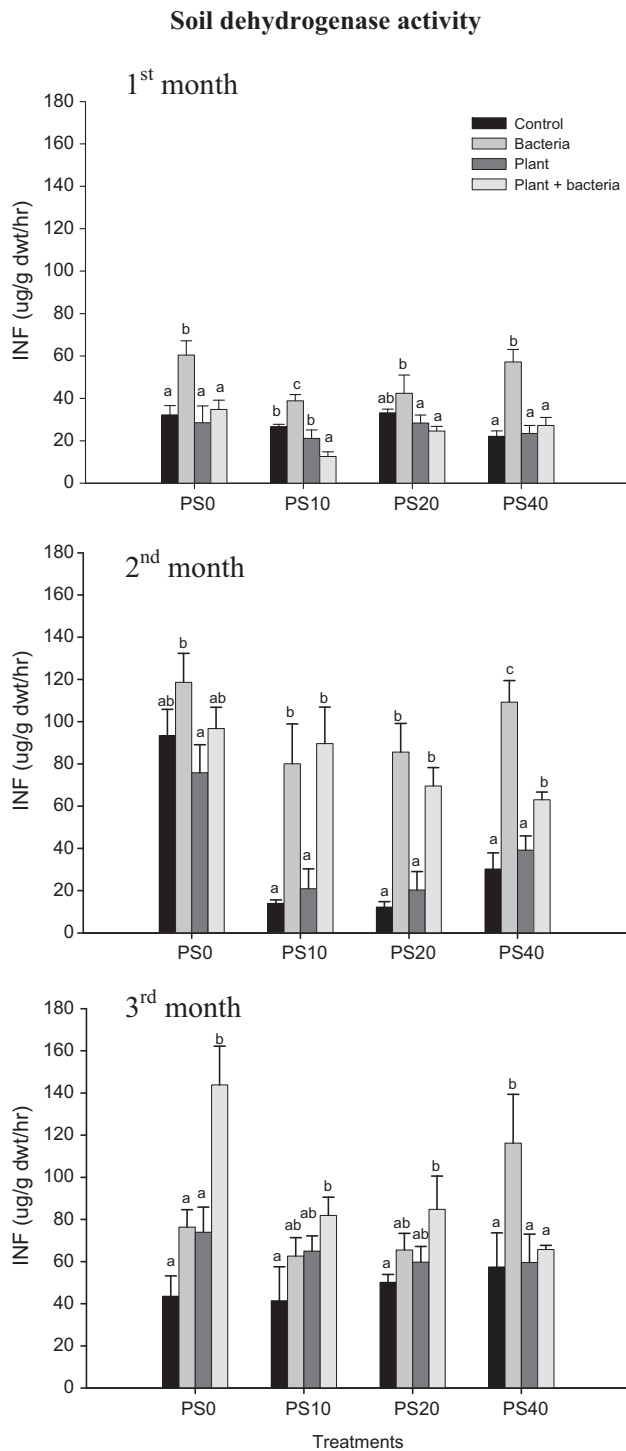 Soil dehydrogenase activity
1st month
180
160
140
120
100
80
60
40
20
0
INF (ug/g dwt/hr)
Control
Bacteria
Plant
Plant + bacteria
a b a a
b c b a
ab b a a
a b a a
PS0 PS10 PS20 PS40
2nd month
180
160
140
120
100
80
60
40
20
0
INF (ug/g dwt/hr)
ab b a ab
a b a b
a b a b
a c a b
PS0 PS10 PS20 PS40
3rd month
180
160
140
120
100
80
60
40
20
0
INF (ug/g dwt/hr)
a a a b
a ab ab b
a ab ab b
a b a a
PS0 PS10 PS20 PS40
Treatments